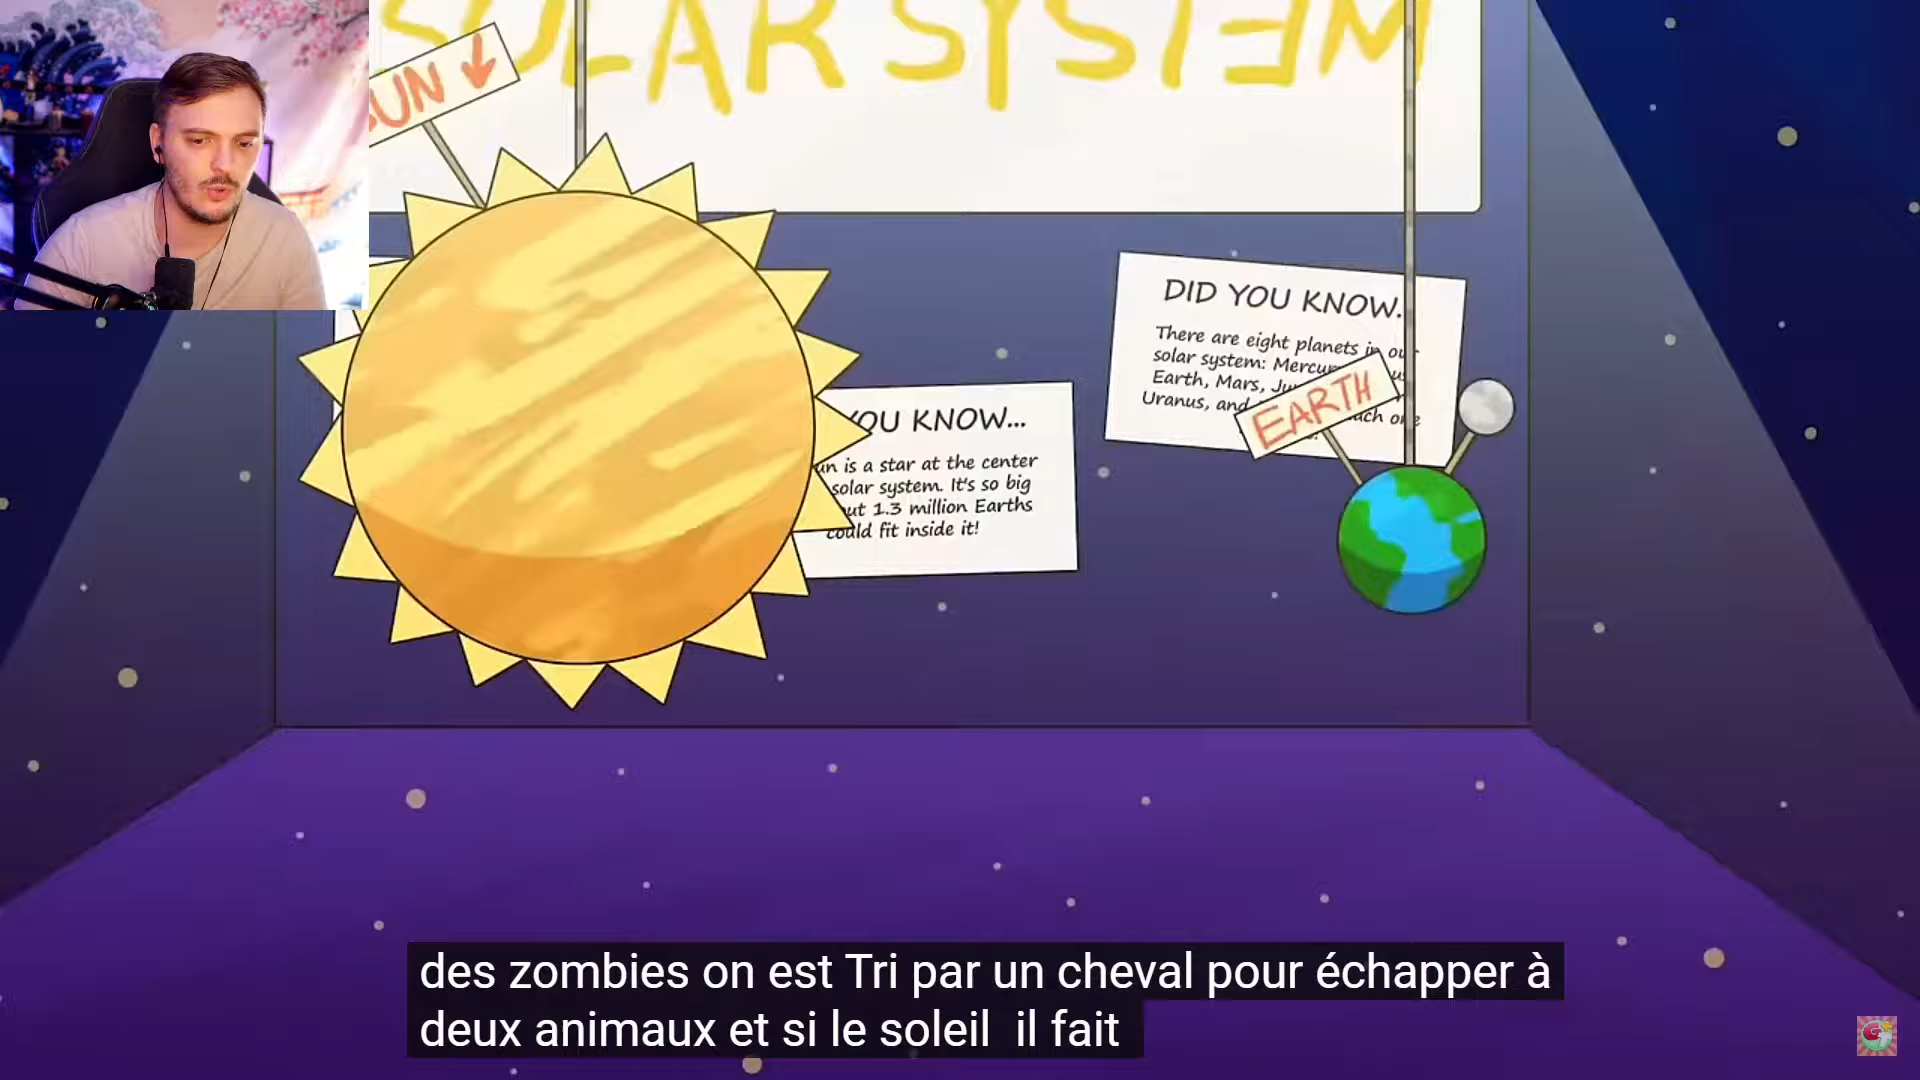 SOLAR SYSTEM
SUN
DID YOU KNOW.
There are eight planets in our
solar system:
Earth, Mars,
Uranus, and each one
YOU KNOW...
is a star at the center
solar system. It's so big
1.3 million Earths
could fit inside it!
EARTH
des zombies on est Tri par un cheval pour échapper à
deux animaux et si le soleil il fait
GT